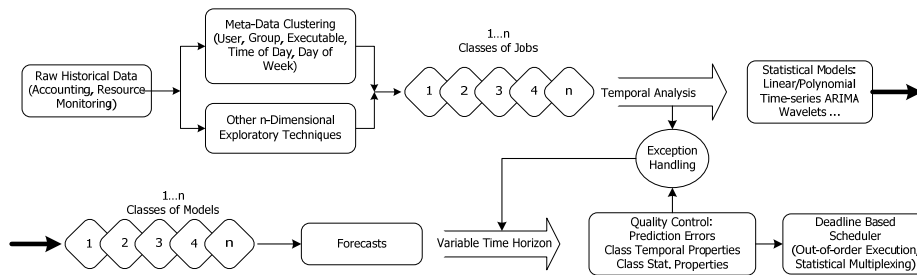 Meta-Data Clustering
(User, Group, Executable,
Time of Day, Day of
Week)
Raw Historical Data
(Accounting, Resource
Monitoring)
Other n-Dimensional
Exploratory Techniques
1...n
Classes of Jobs
1 2 3 4 n
Temporal Analysis
Statistical Models:
Linear/Polynomial
Time-series ARIMA
Wavelets ...
Exception
Handling
1...n
Classes of Models
1 2 3 4 n
Forecasts
Variable Time Horizon
Quality Control:
Prediction Errors
Class Temporal Properties
Class Stat. Properties
Deadline Based
Scheduler
(Out-of-order Execution,
Statistical Multiplexing)